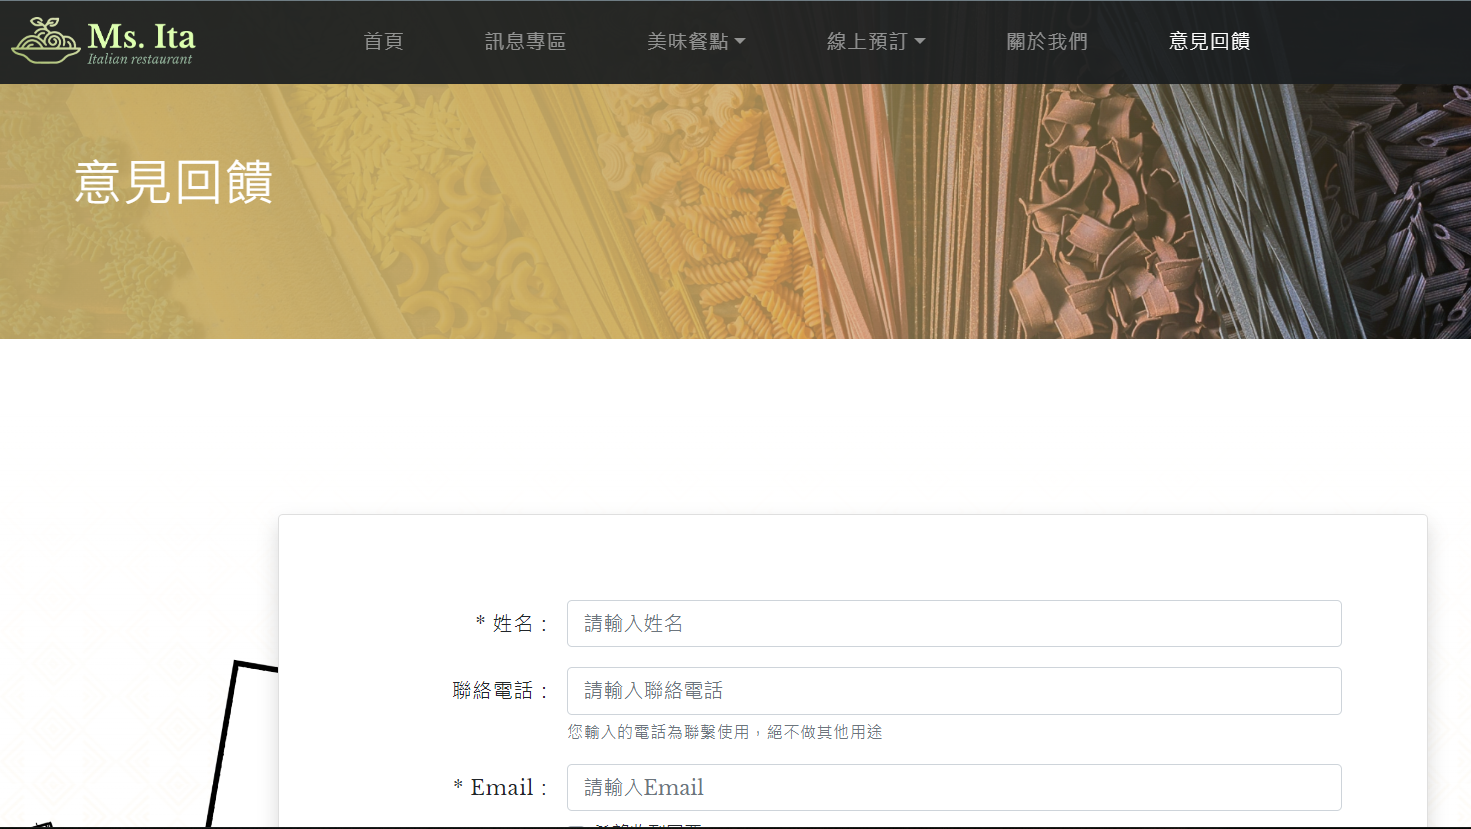 Ms. Ita
Italian restaurant
首頁 訊息專區 美味餐點 線上預訂 關於我們 意見回饋
意見回饋
* 姓名： 請輸入姓名
聯絡電話： 請輸入聯絡電話
您輸入的電話為聯繫使用，絕不做其他用途
* Email： 請輸入Email